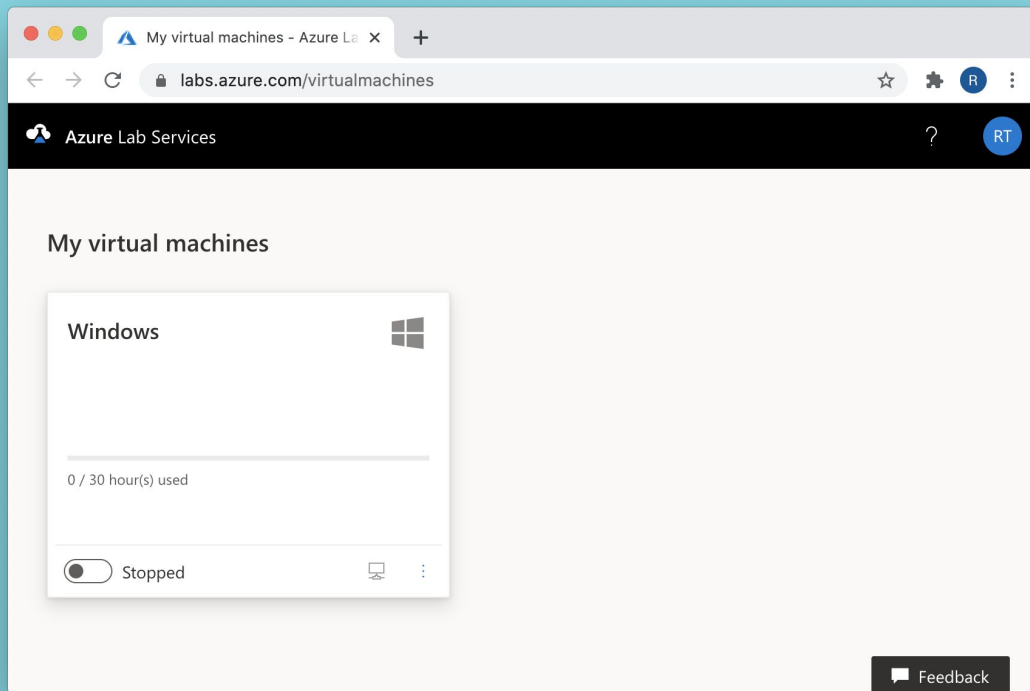 My virtual machines - Azure La
labs.azure.com/virtualmachines
R
Azure Lab Services
?
RT
My virtual machines
Windows
0 / 30 hour(s) used
Stopped
Feedback